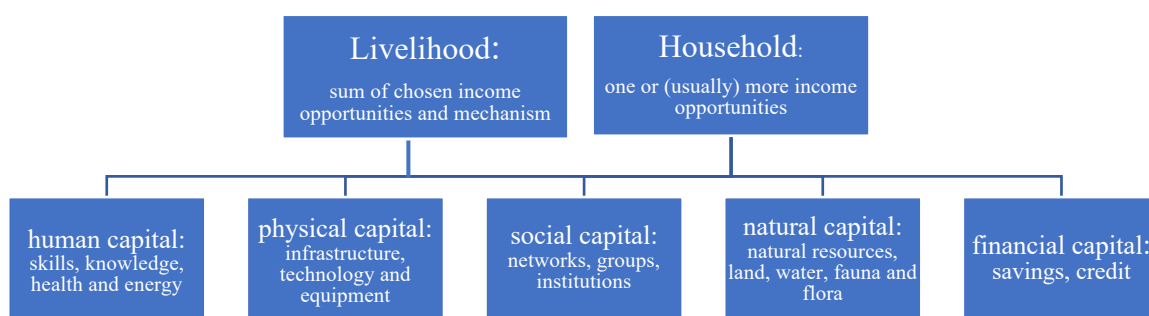 Livelihood:
sum of chosen income
opportunities and mechanism
Household:
one or (usually) more income
opportunities
human capital:
skills, knowledge,
health and energy
physical capital:
infrastructure,
technology and
equipment
social capital:
networks, groups,
institutions
natural capital:
natural resources,
land, water, fauna and
flora
financial capital:
savings, credit